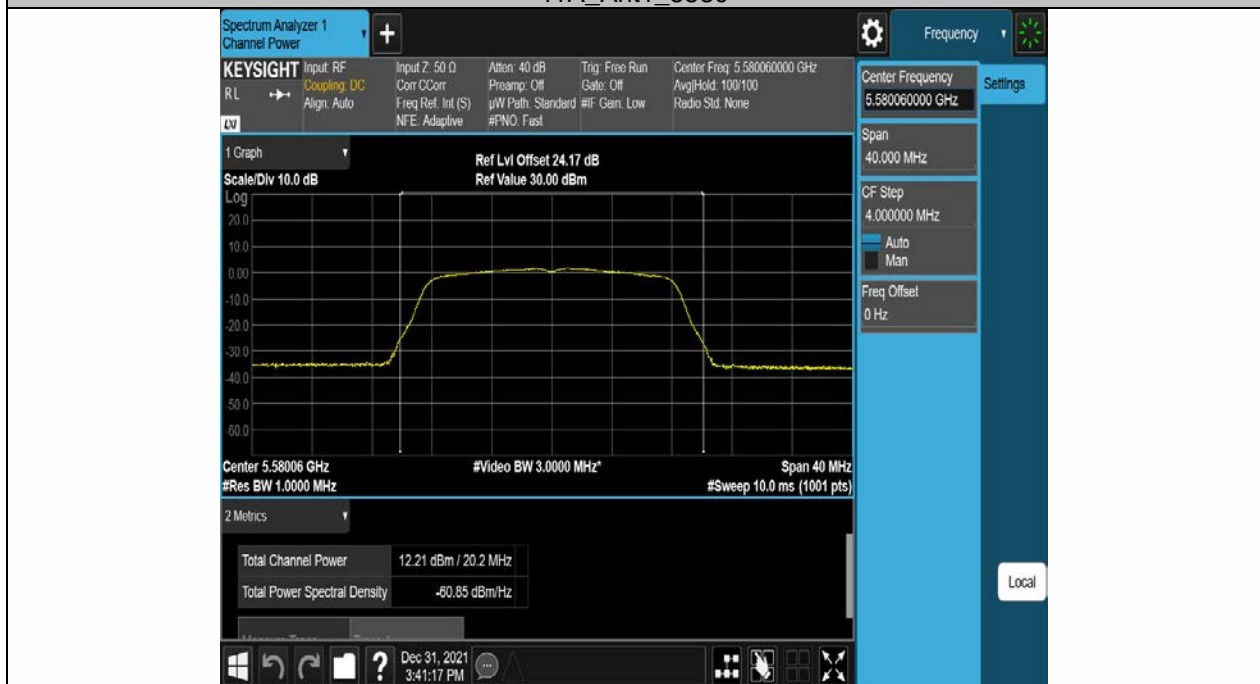 Spectrum Analyzer 1
Channel Power
+
Frequency
KEYSIGHT
RL
LXI
Input: RF
Coupling: DC
Align: Auto
Input Z: 50 Ω
Corr CCorr
Freq Ref: Int (S)
NFE: Adaptive
Atten: 40 dB
Preamp: Off
µW Path: Standard
#PNO: Fast
Trig: Free Run
Gate: Off
#IF Gain: Low
Center Freq: 5.580060000 GHz
Avg|Hold: 100/100
Radio Std: None
Center Frequency
5.580060000 GHz
Settings
Span
40.000 MHz
CF Step
4.000000 MHz
Auto
Man
Freq Offset
0 Hz
Local
1 Graph
Scale/Div 10.0 dB
Ref Lvl Offset 24.17 dB
Ref Value 30.00 dBm
Log
20.0
10.0
0.00
-10.0
-20.0
-30.0
-40.0
-50.0
-60.0
Center 5.58006 GHz
#Video BW 3.0000 MHz*
Span 40 MHz
#Res BW 1.0000 MHz
#Sweep 10.0 ms (1001 pts)
2 Metrics
Total Channel Power
12.21 dBm / 20.2 MHz
Total Power Spectral Density
-60.85 dBm/Hz
?
Dec 31, 2021
3:41:17 PM